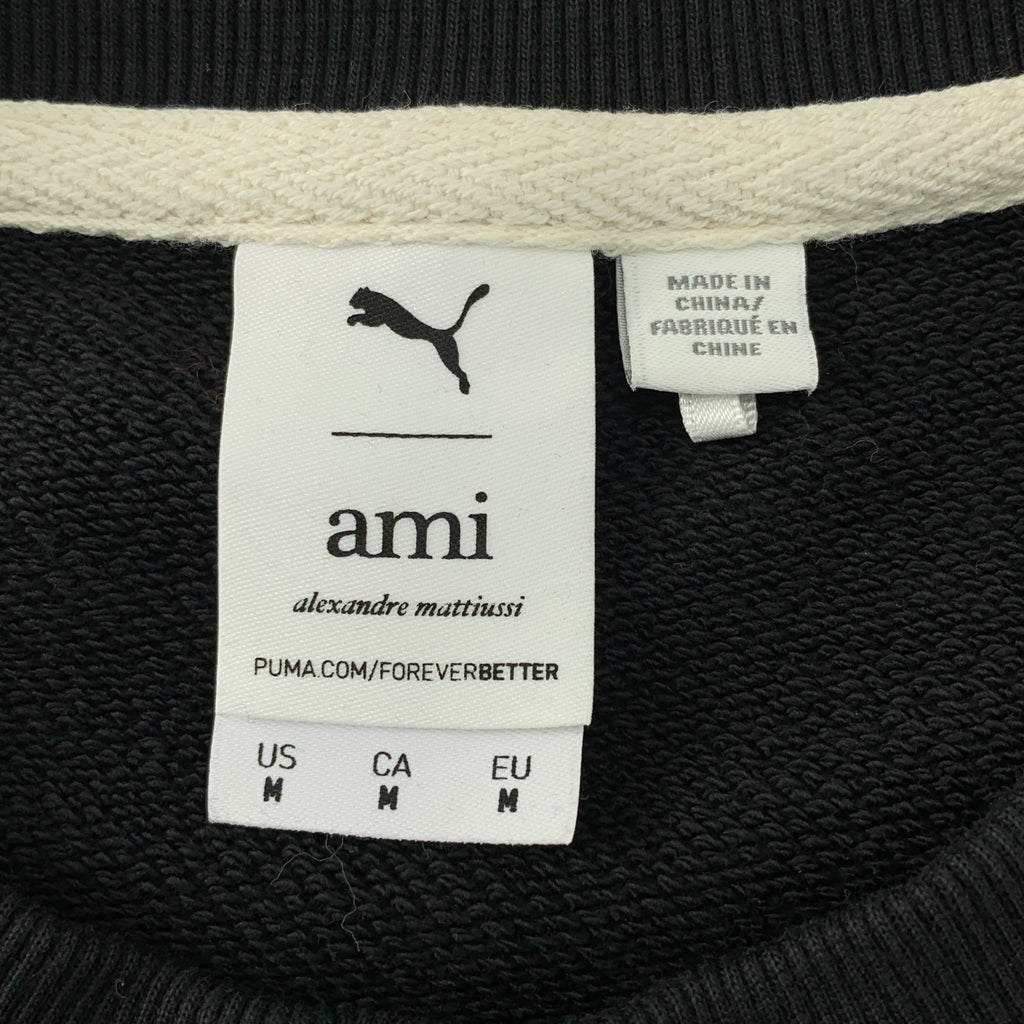 ami
alexandre mattiussi
PUMA.COM/FOREVERBETTER
US CA EU
M M M
MADE IN
CHINA/
FABRIQUÉ EN
CHINE